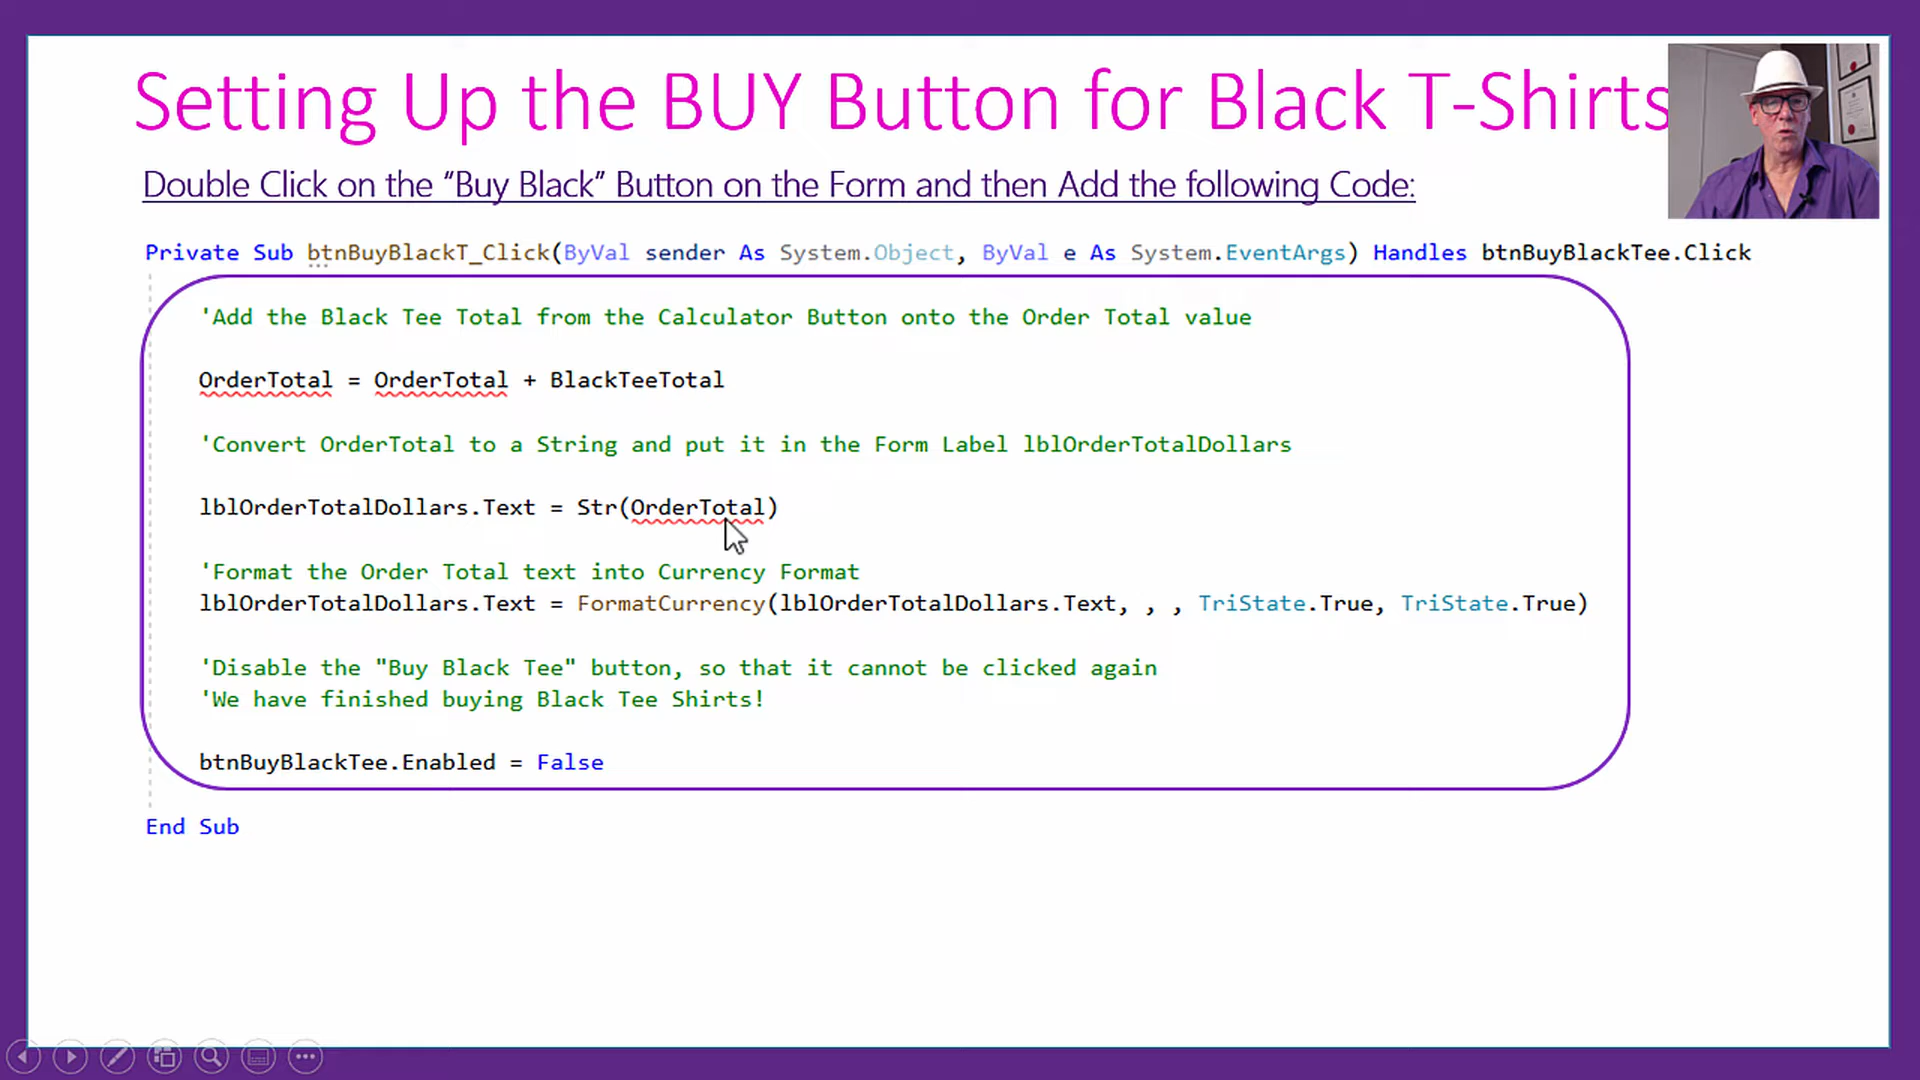 Setting Up the BUY Button for Black T-Shirts
Double Click on the “Buy Black” Button on the Form and then Add the following Code:
Private Sub btnBuyBlackT_Click(ByVal sender As System.Object, ByVal e As System.EventArgs) Handles btnBuyBlackTee.Click
'Add the Black Tee Total from the Calculator Button onto the Order Total value
OrderTotal = OrderTotal + BlackTeeTotal
'Convert OrderTotal to a String and put it in the Form Label lblOrderTotalDollars
lblOrderTotalDollars.Text = Str(OrderTotal)
'Format the Order Total text into Currency Format
lblOrderTotalDollars.Text = FormatCurrency(lblOrderTotalDollars.Text, , , TriState.True, TriState.True)
'Disable the "Buy Black Tee" button, so that it cannot be clicked again
'We have finished buying Black Tee Shirts!
btnBuyBlackTee.Enabled = False
End Sub